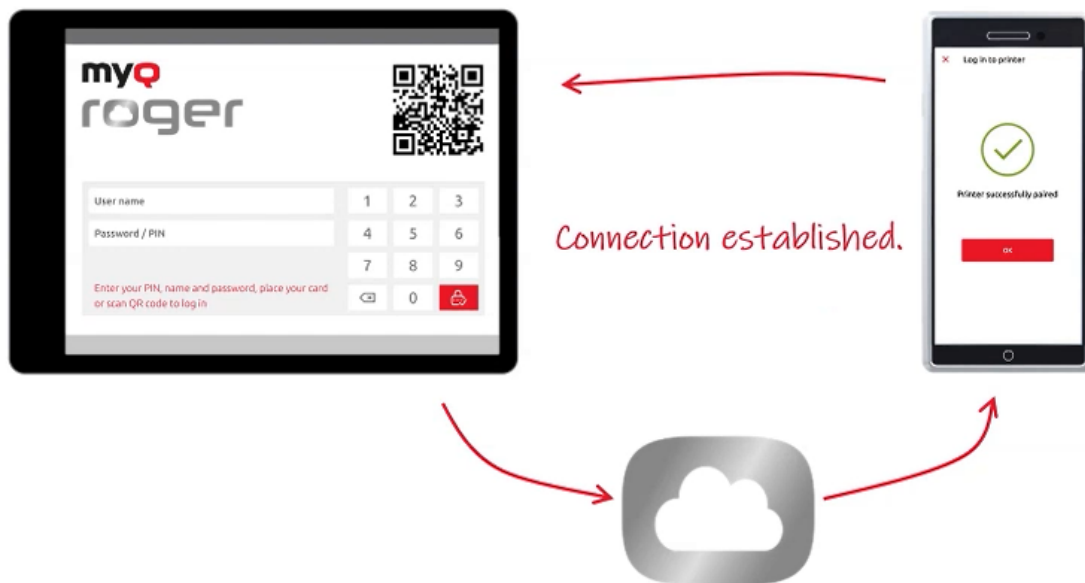 myQ
roger
User name
Password / PIN
Enter your PIN, name and password, place your card
or scan QR code to log in
1 2 3
4 5 6
7 8 9
0
Connection established.
× Log in to printer
Printer successfully paired
OK